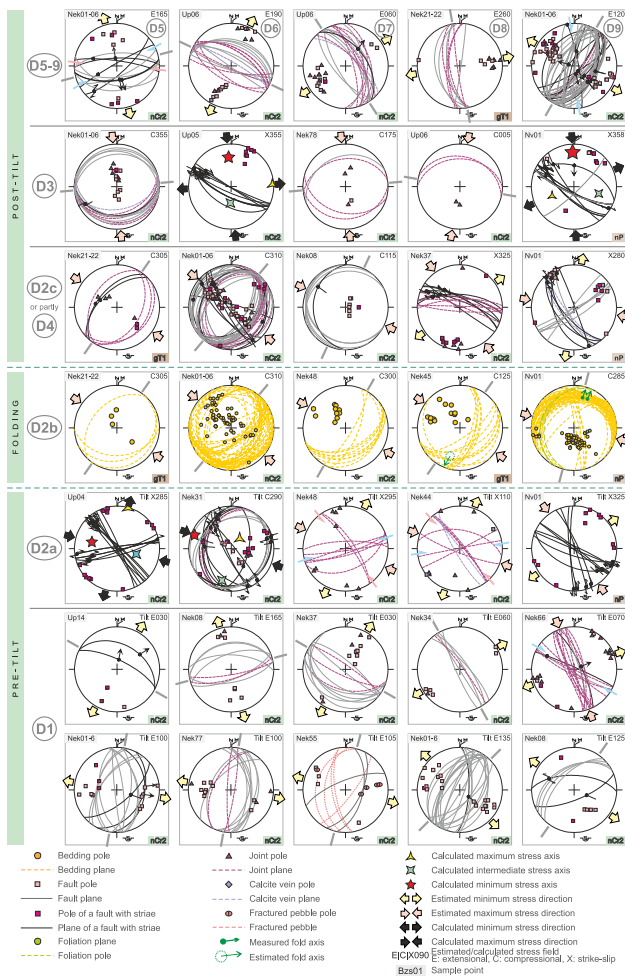 Nek01-06 E165 D5
Up06 E190 D6
Up06 E060 D7
Nek21-22 E260 D8
Nek01-06 E120 D9
D5-9
nCr2 nCr2 nCr2 gT1 nCr2
POST-TILT
Nek01-06 C355
Up05 X355
Nek78 C175
Up06 C005
Nv01 X358
D3
nCr2 nCr2 nCr2 nCr2 nP
Nek21-22 C305
Nek01-06 C310
Nek08 C115
Nek37 X325
Nv01 X280
D2c
or partly
D4
gT1 nCr2 nCr2 nCr2 nP
FOLDING
Nek21-22 C305
Nek01-06 C310
Nek48 C300
Nek45 C125
Nv01 C285
D2b
gT1 nCr2 nCr2 gT1 nP
PRE-TILT
Up04 Tilt X285
Nek31 Tilt C290
Nek48 Tilt X295
Nek44 Tilt X110
Nv01 Tilt X325
D2a
nCr2 nCr2 nCr2 nCr2 nP
Up14 Tilt E030
Nek08 Tilt E165
Nek37 Tilt E030
Nek34 Tilt E060
Nek66 Tilt E070
nCr2 nCr2 nCr2 nCr2 nCr2
D1
Nek01-6 Tilt E100
Nek77 Tilt E100
Nek55 Tilt E105
Nek01-6 Tilt E135
Nek08 Tilt E125
nCr2 nCr2 nCr2 nCr2 nCr2
Bedding pole
Bedding plane
Fault pole
Fault plane
Pole of a fault with striae
Plane of a fault with striae
Foliation plane
Foliation pole
Joint pole
Joint plane
Calcite vein pole
Calcite vein plane
Fractured pebble pole
Fractured pebble
Measured fold axis
Estimated fold axis
Calculated maximum stress axis
Calculated intermediate stress axis
Calculated minimum stress axis
Estimated minimum stress direction
Estimated maximum stress direction
Calculated minimum stress direction
Calculated maximum stress direction
E|C|X090 Estimated/calculated stress field
E: extensional, C: compressional, X: strike-slip
Bzs01 Sample point